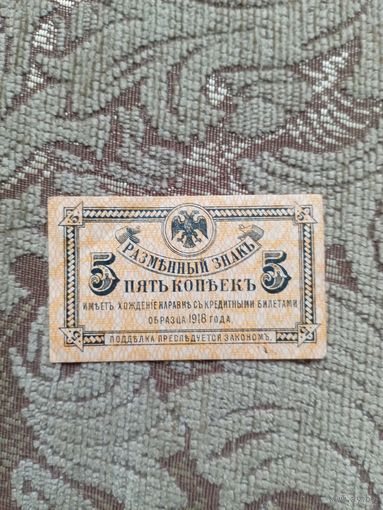 РАЗМѢННЫЙ ЗНАКЪ
5 ПЯТЬ КОПѢЕКЪ 5
ИМѢЕТЪ ХОЖДЕНІЕ НАРАВНѢ СЪ КРЕДИТНЫМИ БИЛЕТАМИ
ОБРАЗЦА 1918 ГОДА.
ПОДДѢЛКА ПРЕСЛѢДУЕТСЯ ЗАКОНОМЪ.